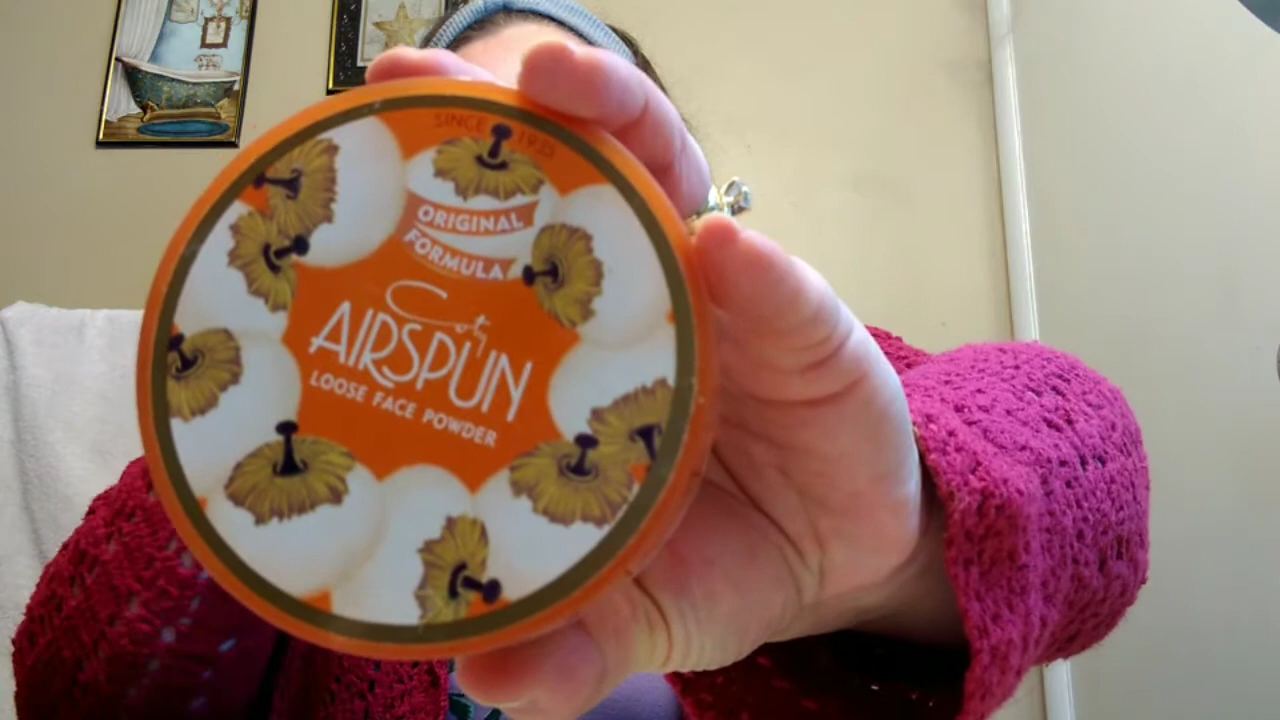 SINCE 1935
ORIGINAL
FORMULA
Coty
AIRSPUN
LOOSE FACE POWDER